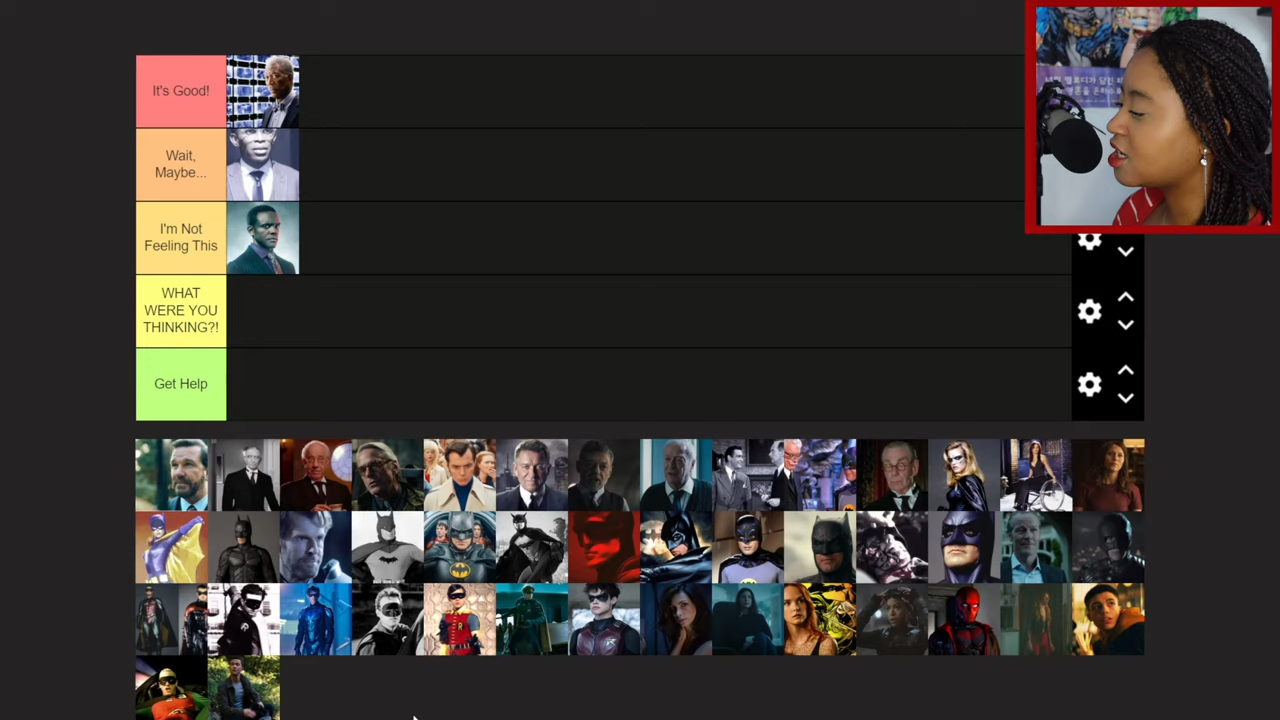 It's Good!
Wait,
Maybe...
I'm Not
Feeling This
WHAT
WERE YOU
THINKING?!
Get Help